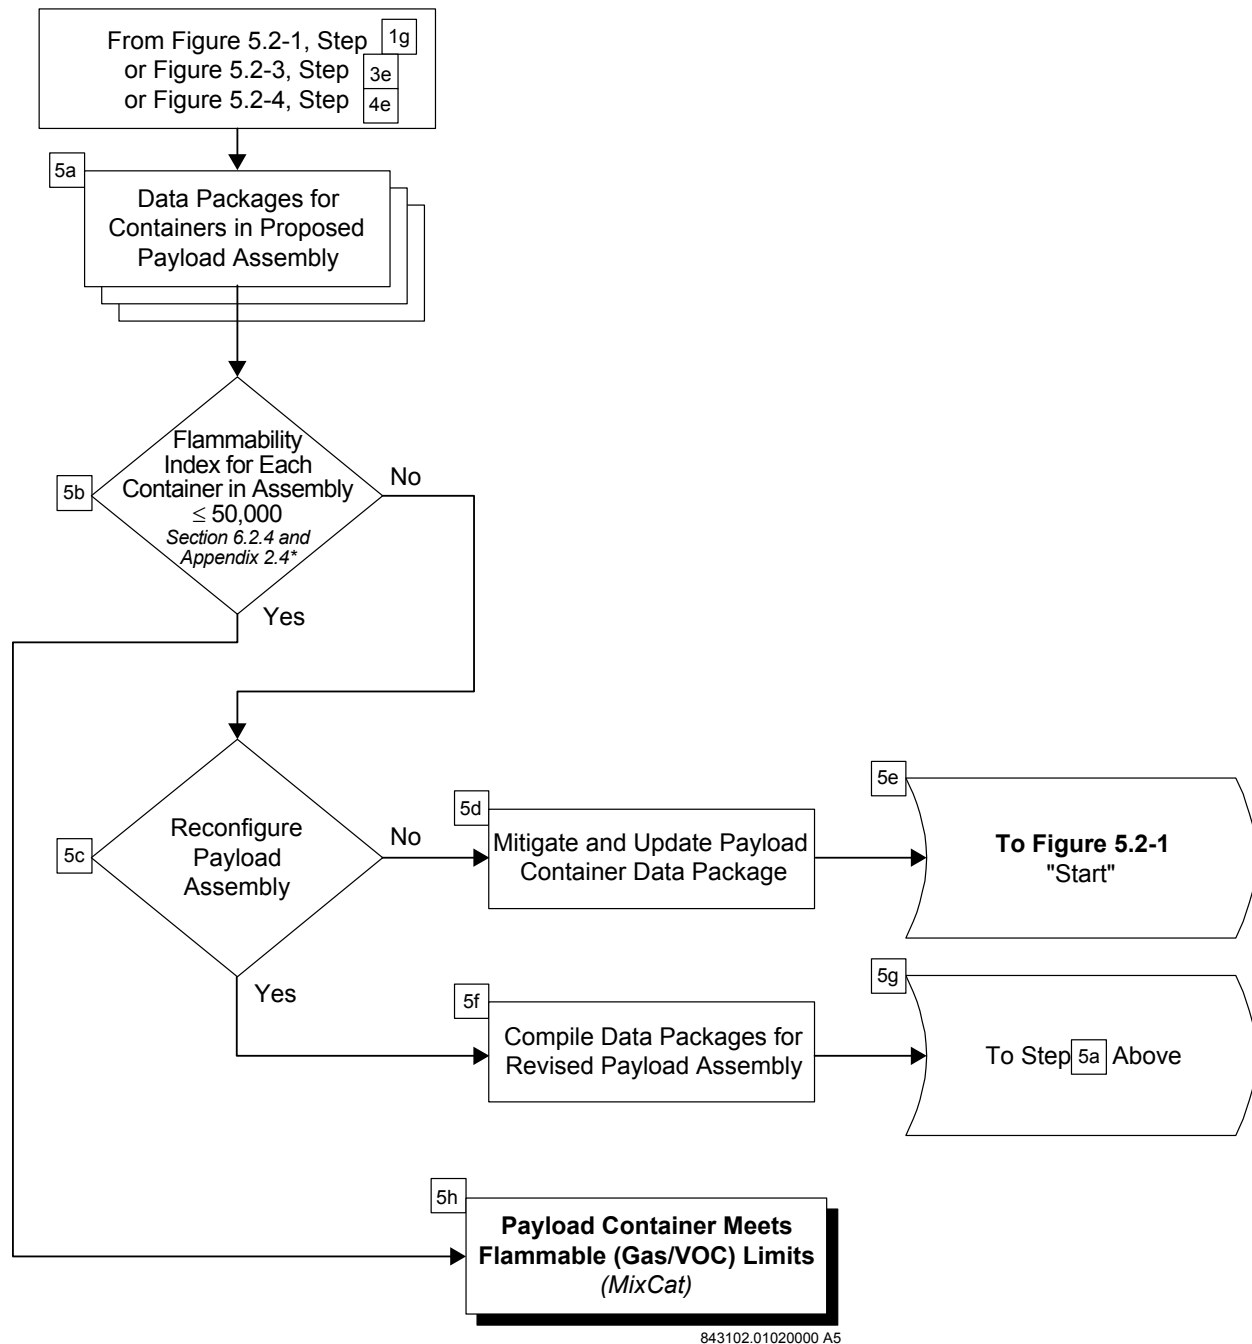 From Figure 5.2-1, Step 1g
or Figure 5.2-3, Step 3e
or Figure 5.2-4, Step 4e
5a
Data Packages for
Containers in Proposed
Payload Assembly
5b
Flammability
Index for Each
Container in Assembly
≤ 50,000
Section 6.2.4 and
Appendix 2.4*
No
Yes
5c
Reconfigure
Payload
Assembly
No
5d
Mitigate and Update Payload
Container Data Package
5e
To Figure 5.2-1
"Start"
Yes
5f
Compile Data Packages for
Revised Payload Assembly
5g
To Step 5a Above
5h
Payload Container Meets
Flammable (Gas/VOC) Limits
(MixCat)
843102.01020000 A5